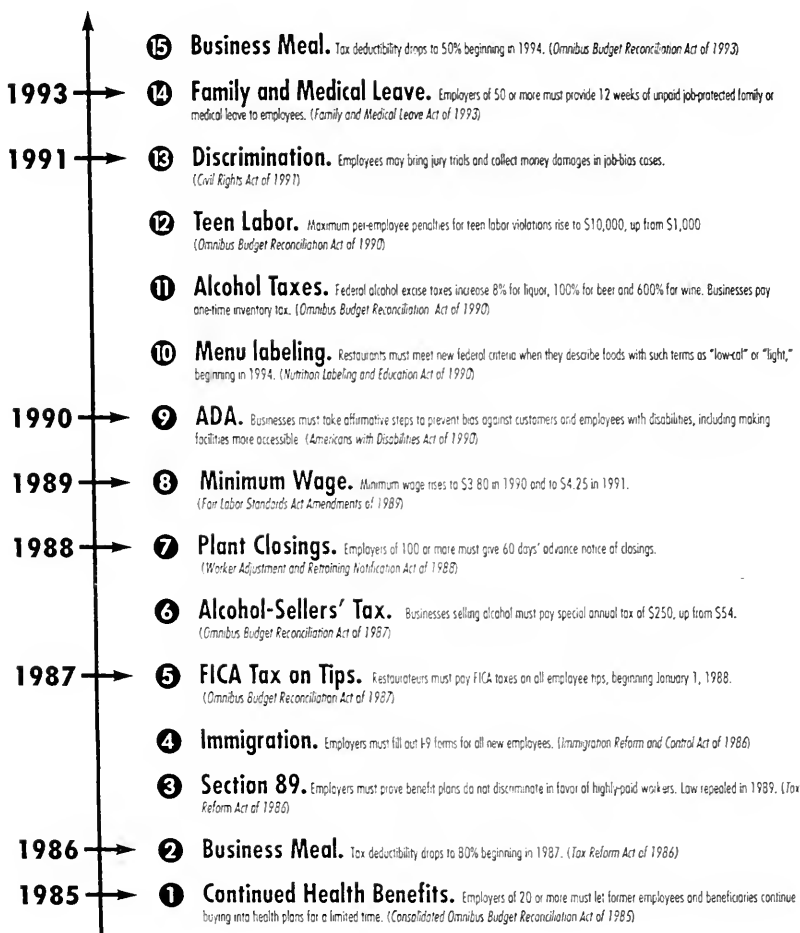 15 Business Meal. Tax deductibility drops to 50% beginning in 1994. (Omnibus Budget Reconciliation Act of 1993)
1993 14 Family and Medical Leave. Employers of 50 or more must provide 12 weeks of unpaid job-protected family or
medical leave to employees. (Family and Medical Leave Act of 1993)
1991 13 Discrimination. Employees may bring jury trials and collect money damages in job-bias cases.
(Civil Rights Act of 1991)
12 Teen Labor. Maximum per-employee penalties for teen labor violations rise to $10,000, up from $1,000
(Omnibus Budget Reconciliation Act of 1990)
11 Alcohol Taxes. Federal alcohol excise taxes increase 8% for liquor, 100% for beer and 600% for wine. Businesses pay
one-time inventory tax. (Omnibus Budget Reconciliation Act of 1990)
10 Menu labeling. Restaurants must meet new federal criteria when they describe foods with such terms as "low-cal" or "light,"
beginning in 1994. (Nutrition Labeling and Education Act of 1990)
1990 9 ADA. Businesses must take affirmative steps to prevent bias against customers and employees with disabilities, including making
facilities more accessible (Americans with Disabilities Act of 1990)
1989 8 Minimum Wage. Minimum wage rises to $3 80 in 1990 and to $4.25 in 1991.
(Fair Labor Standards Act Amendments of 1989)
1988 7 Plant Closings. Employers of 100 or more must give 60 days' advance notice of closings.
(Worker Adjustment and Retraining Notification Act of 1988)
6 Alcohol-Sellers' Tax. Businesses selling alcohol must pay special annual tax of $250, up from $54.
(Omnibus Budget Reconciliation Act of 1987)
1987 5 FICA Tax on Tips. Restaurateurs must pay FICA taxes on all employee tips, beginning January 1, 1988.
(Omnibus Budget Reconciliation Act of 1987)
4 Immigration. Employers must fill out I-9 forms for all new employees. (Immigration Reform and Control Act of 1986)
3 Section 89. Employers must prove benefit plans do not discriminate in favor of highly-paid workers. Law repealed in 1989. (Tax
Reform Act of 1986)
1986 2 Business Meal. Tax deductibility drops to 80% beginning in 1987. (Tax Reform Act of 1986)
1985 1 Continued Health Benefits. Employers of 20 or more must let former employees and beneficiaries continue
buying into health plans for a limited time. (Consolidated Omnibus Budget Reconciliation Act of 1985)